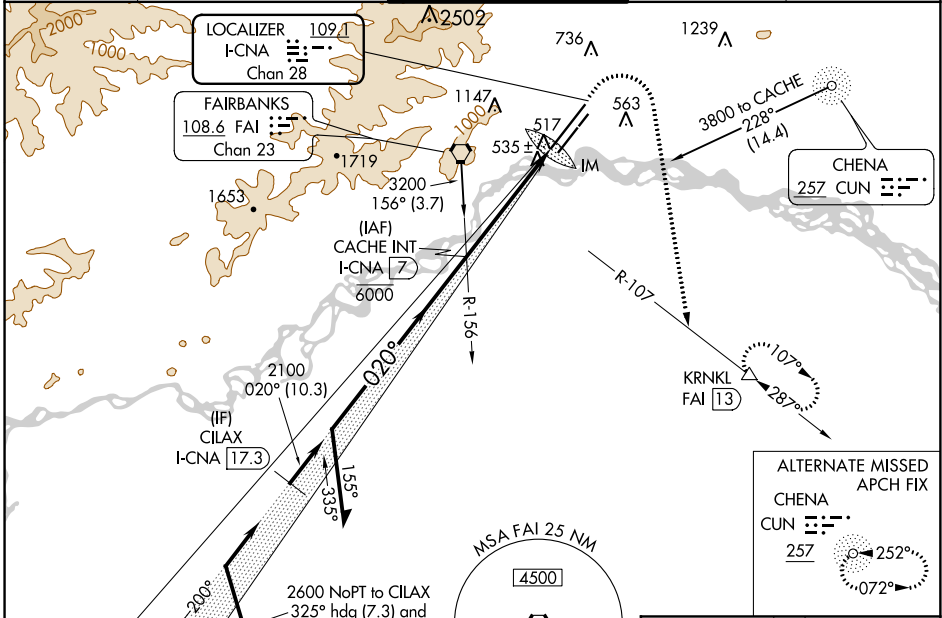 2000
1000
LOCALIZER 109.1
I-CNA
Chan 28
2502
736
1239
FAIRBANKS
108.6 FAI
Chan 23
1147
1000
563
517
535 ±
IM
3800 to CACHE
228°
(14.4)
CHENA
257 CUN
1719
1653
3200
156° (3.7)
(IAF)
CACHE INT
I-CNA 7
6000
R-156
R-107
020°
2100
020° (10.3)
(IF)
CILAX
I-CNA 17.3
155°
335°
KRNKL
FAI 13
107°
287°
ALTERNATE MISSED
APCH FIX
CHENA
CUN
257
252°
072°
MSA FAI 25 NM
4500
200°
2600 NoPT to CILAX
325° hdg (7.3) and